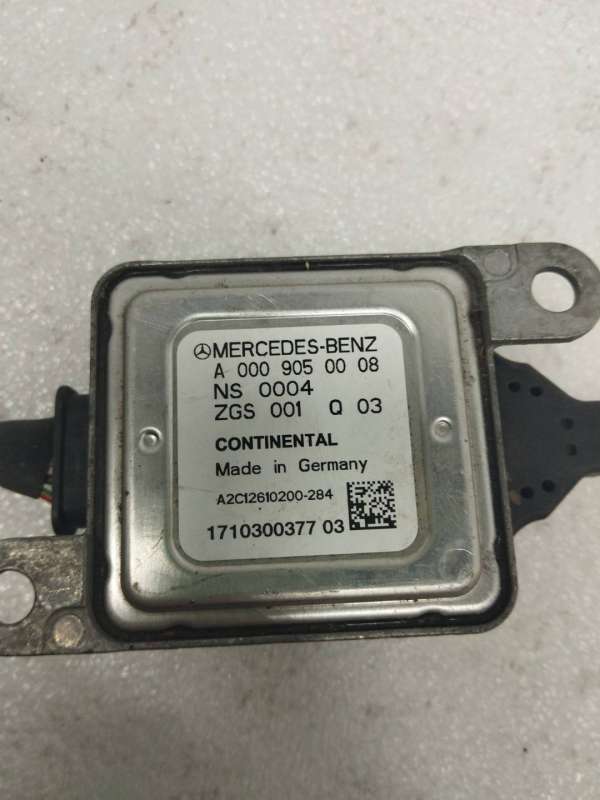 MERCEDES-BENZ
A 000 905 00 08
NS 0004
ZGS 001 Q 03
CONTINENTAL
Made in Germany
A2C12610200-284
1710300377 03